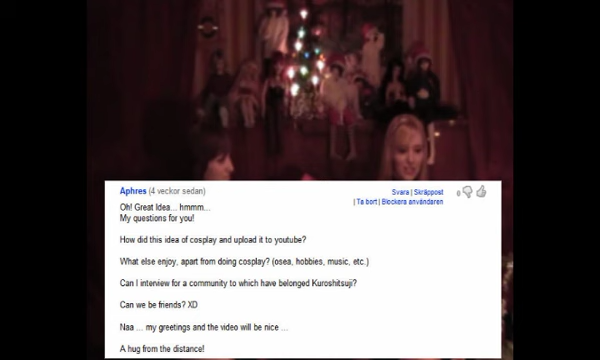 Aphres (4 veckor sedan)
Svara | Skräppost
0
| Ta bort | Blockera användaren
Oh! Great Idea... hmmm...
My questions for you!
How did this idea of cosplay and upload it to youtube?
What else enjoy, apart from doing cosplay? (osea, hobbies, music, etc.)
Can I interview for a community to which have belonged Kuroshitsuji?
Can we be friends? XD
Naa ... my greetings and the video will be nice ...
A hug from the distance!